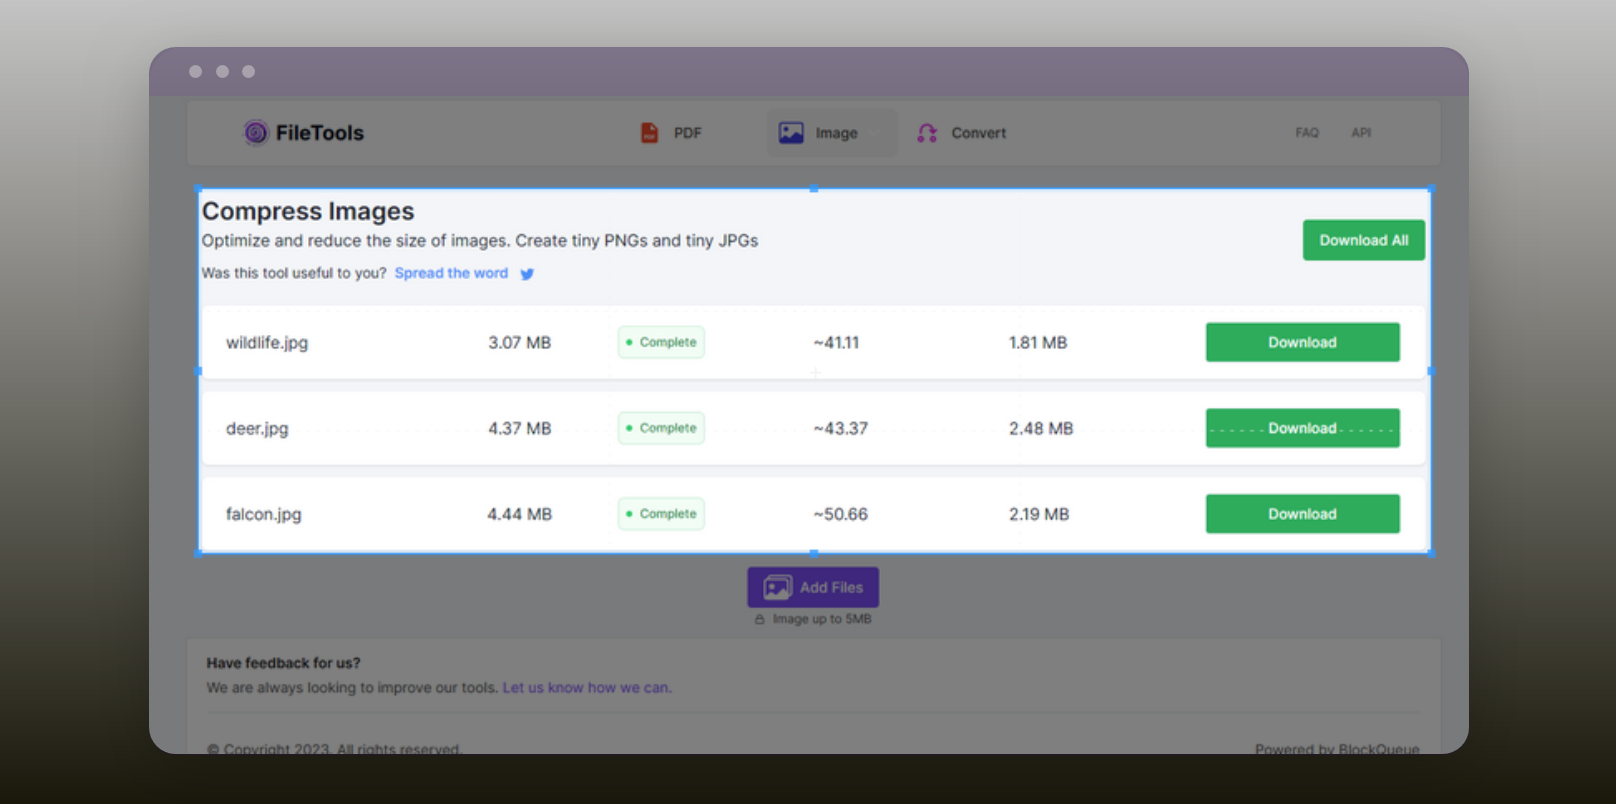 FileTools PDF Image Convert FAQ API
Compress Images
Optimize and reduce the size of images. Create tiny PNGs and tiny JPGs
Download All
Was this tool useful to you? Spread the word
wildlife.jpg 3.07 MB Complete ~41.11 1.81 MB Download
deer.jpg 4.37 MB Complete ~43.37 2.48 MB Download
falcon.jpg 4.44 MB Complete ~50.66 2.19 MB Download
Add Files
Image up to 5MB
Have feedback for us?
We are always looking to improve our tools. Let us know how we can.
© Copyright 2023. All rights reserved. Powered by BlockQueue